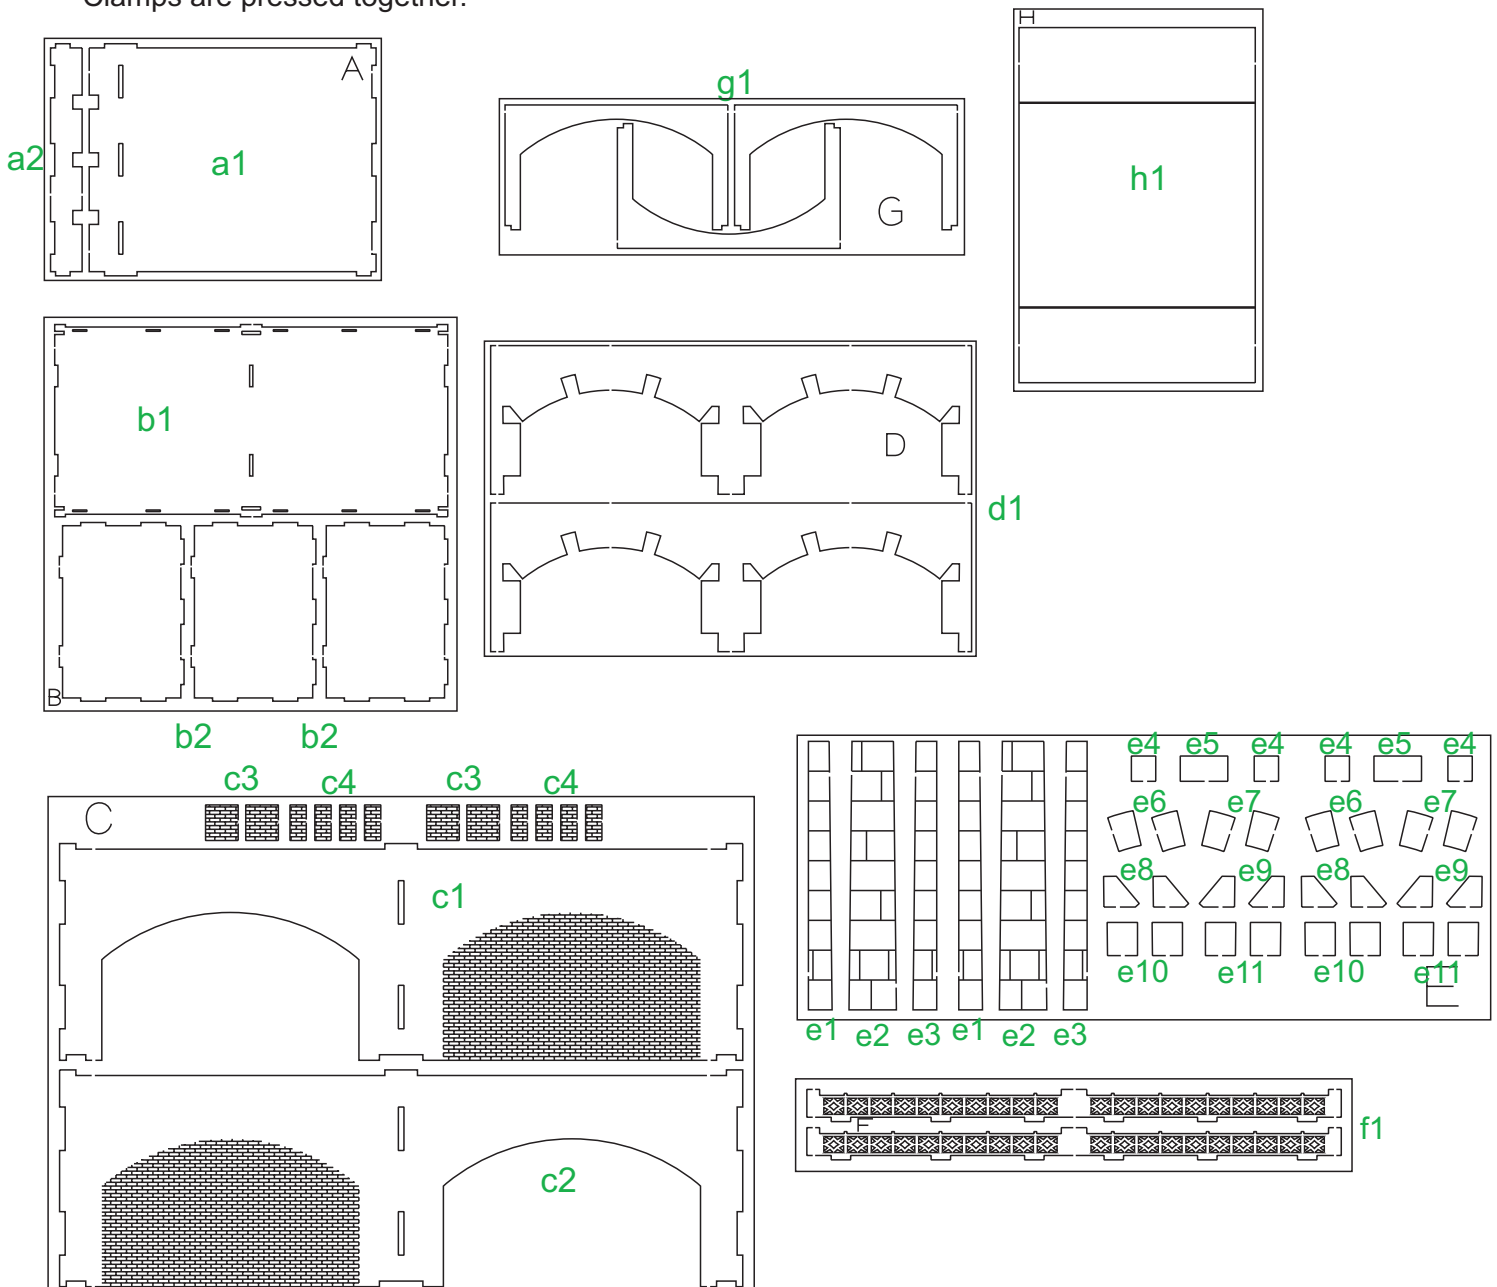 Clamps are pressed together.
H
A
g1
a2
a1
h1
G
b1
D
d1
B
b2 b2
c3 c4 c3 c4
C
c1
c2
e4 e5 e4 e4 e5 e4
e6 e7 e6 e7
e8 e9 e8 e9
e10 e11 e10 e11
E
e1 e2 e3 e1 e2 e3
F
f1